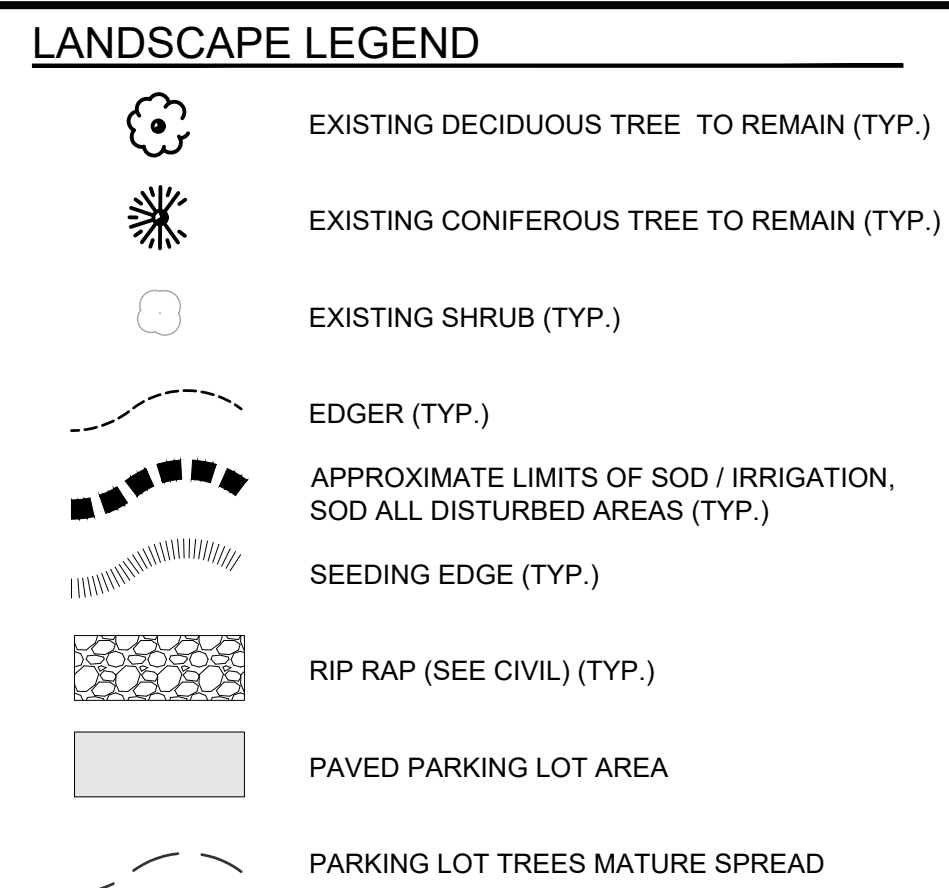 LANDSCAPE LEGEND
EXISTING DECIDUOUS TREE TO REMAIN (TYP.)
EXISTING CONIFEROUS TREE TO REMAIN (TYP.)
EXISTING SHRUB (TYP.)
EDGER (TYP.)
APPROXIMATE LIMITS OF SOD / IRRIGATION,
SOD ALL DISTURBED AREAS (TYP.)
SEEDING EDGE (TYP.)
RIP RAP (SEE CIVIL) (TYP.)
PAVED PARKING LOT AREA
PARKING LOT TREES MATURE SPREAD